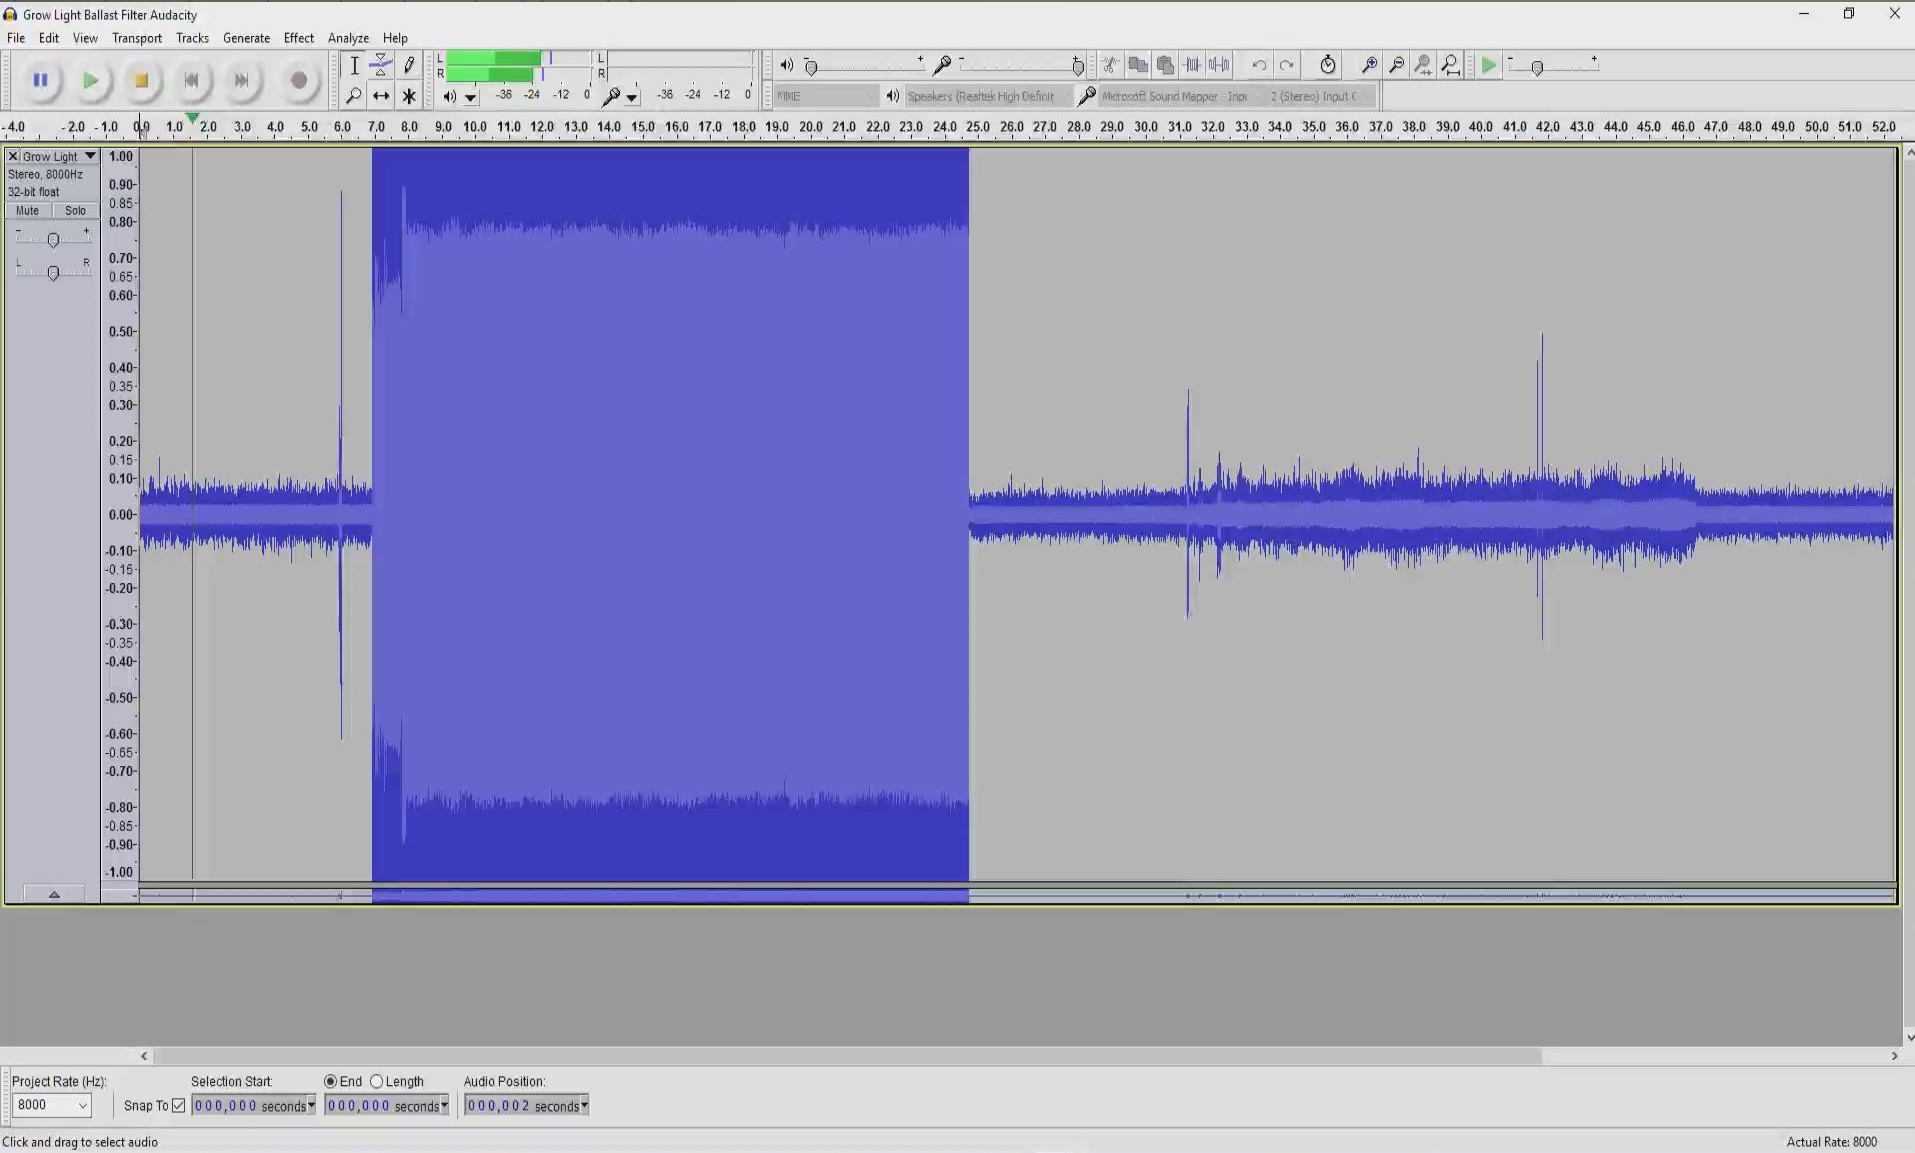 Grow Light Ballast Filter Audacity
File Edit View Transport Tracks Generate Effect Analyze Help
L
R
L
R
-36 -24 -12 0 -36 -24 -12 0
MME Speakers (Realtek High Definit Microsoft Sound Mapper - Inpu 2 (Stereo) Input C
-4.0 -2.0 -1.0 0.0 1.0 2.0 3.0 4.0 5.0 6.0 7.0 8.0 9.0 10.0 11.0 12.0 13.0 14.0 15.0 16.0 17.0 18.0 19.0 20.0 21.0 22.0 23.0 24.0 25.0 26.0 27.0 28.0 29.0 30.0 31.0 32.0 33.0 34.0 35.0 36.0 37.0 38.0 39.0 40.0 41.0 42.0 43.0 44.0 45.0 46.0 47.0 48.0 49.0 50.0 51.0 52.0
Grow Light
Stereo, 8000Hz
32-bit float
Mute Solo
- +
L R
1.00
0.90
0.85
0.80
0.70
0.65
0.60
0.50
0.40
0.35
0.30
0.20
0.15
0.10
0.00
-0.10
-0.15
-0.20
-0.30
-0.35
-0.40
-0.50
-0.60
-0.65
-0.70
-0.80
-0.85
-0.90
-1.00
Project Rate (Hz): Selection Start: End Length Audio Position:
8000 Snap To 000,000 seconds 000,000 seconds 000,002 seconds
Click and drag to select audio Actual Rate: 8000